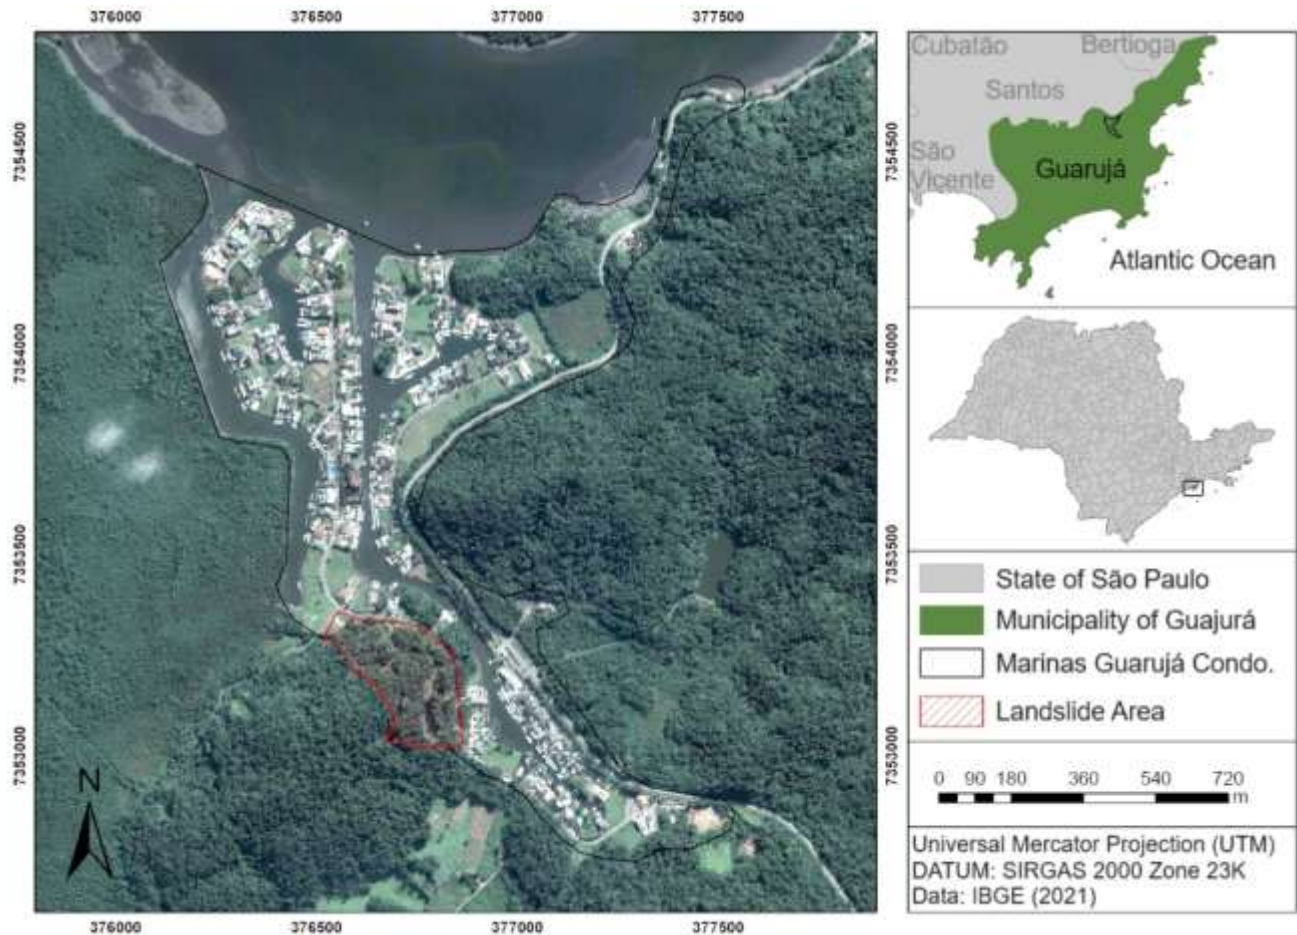 376000 376500 377000 377500
7354500
7354000
7353500
7353000
7354500
7354000
7353500
7353000
N
376000 376500 377000 377500
Cubatão
Bertioga
Santos
São
Vicente
Guarujá
Atlantic Ocean
State of São Paulo
Municipality of Guajurá
Marinas Guarujá Condo.
Landslide Area
0 90 180 360 540 720
m
Universal Mercator Projection (UTM)
DATUM: SIRGAS 2000 Zone 23K
Data: IBGE (2021)